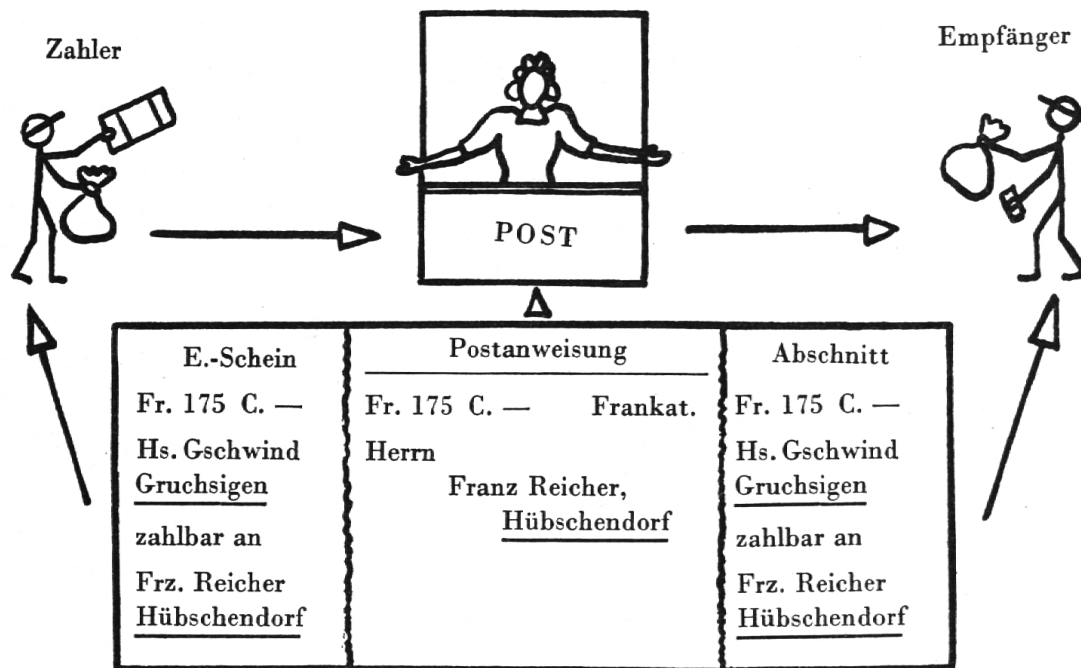 Zahler
Empfänger
POST
E.-Schein
Fr. 175 C. —
Hs. Gschwind
Gruchsigen
zahlbar an
Frz. Reicher
Hübschendorf
Postanweisung
Fr. 175 C. — Frankat.
Herrn
Franz Reicher,
Hübschendorf
Abschnitt
Fr. 175 C. —
Hs. Gschwind
Gruchsigen
zahlbar an
Frz. Reicher
Hübschendorf